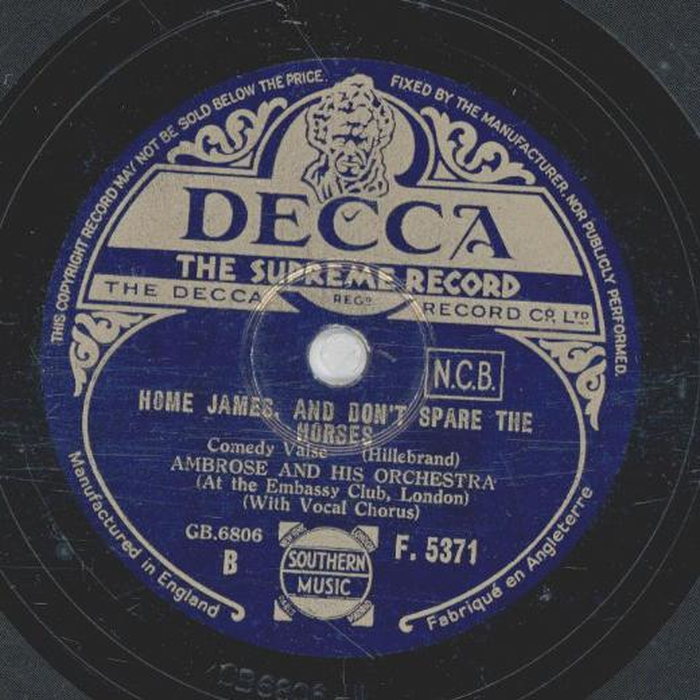 THIS COPYRIGHT RECORD MAY NOT BE SOLD BELOW THE PRICE. FIXED BY THE MANUFACTURER. NOR PUBLICLY PERFORMED.
DECCA
THE SUPREME RECORD
THE DECCA REGD RECORD CO. LTD
N.C.B.
HOME JAMES, AND DON'T SPARE THE
HORSES
Comedy Valse (Hillebrand)
AMBROSE AND HIS ORCHESTRA
(At the Embassy Club, London)
(With Vocal Chorus)
GB.6806
B
F. 5371
SOUTHERN
MUSIC
Manufactured in England
Fabriqué en Angleterre